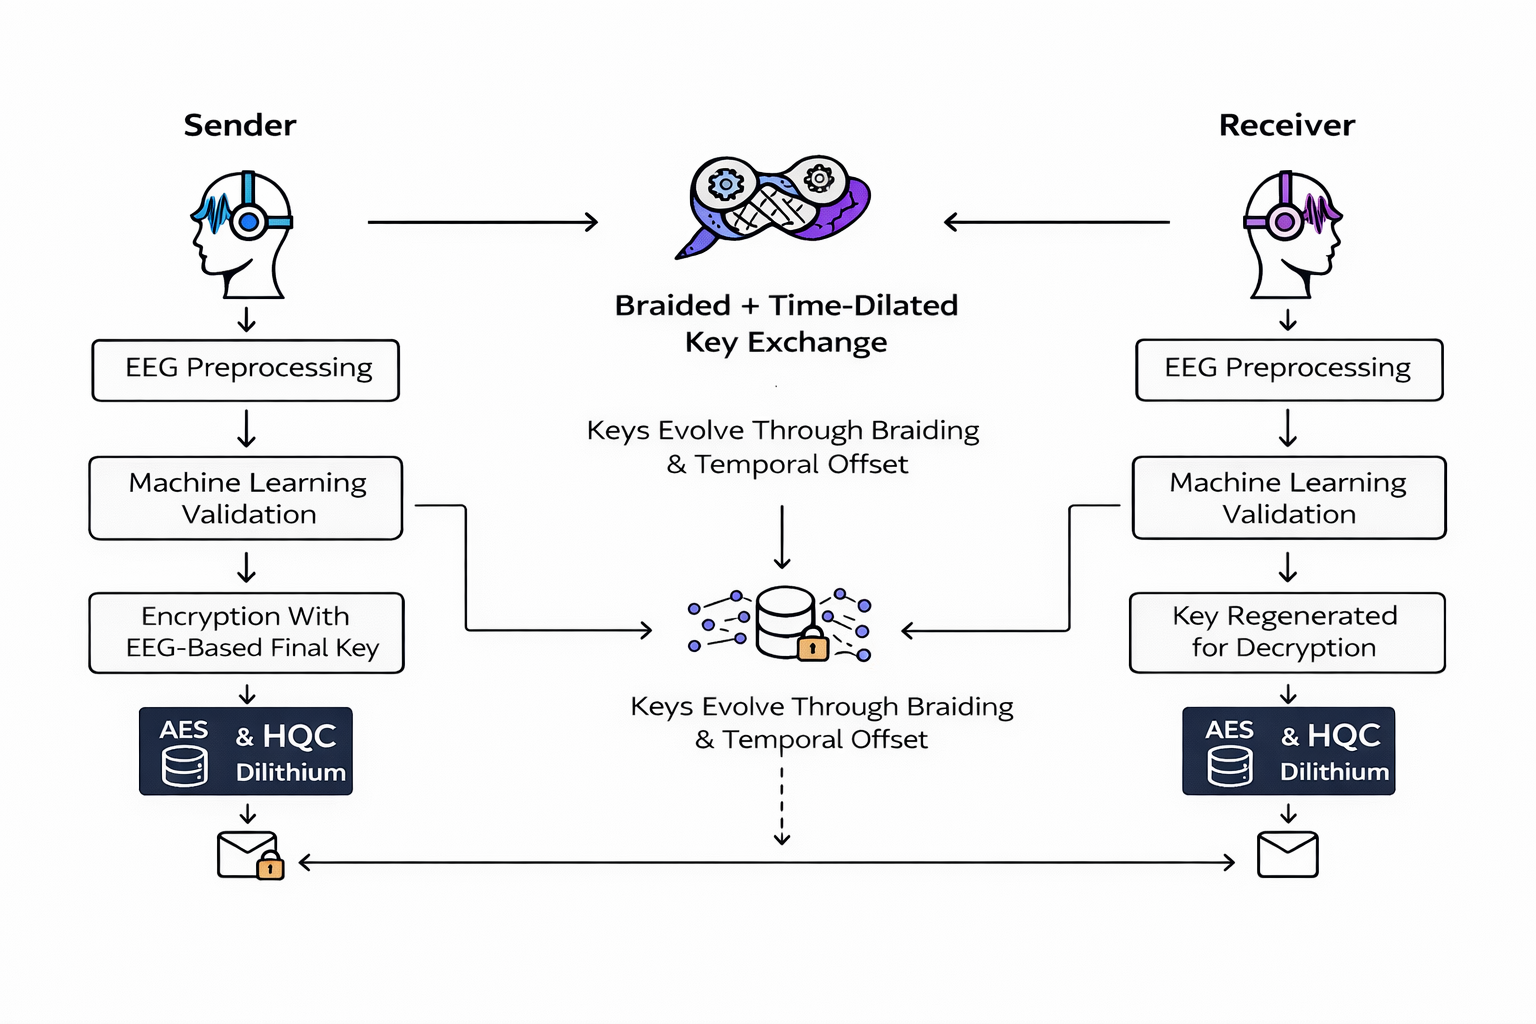 Sender
Receiver
Braided + Time-Dilated
Key Exchange
EEG Preprocessing
EEG Preprocessing
Keys Evolve Through Braiding
& Temporal Offset
Machine Learning
Validation
Machine Learning
Validation
Encryption With
EEG-Based Final Key
Key Regenerated
for Decryption
Keys Evolve Through Braiding
& Temporal Offset
AES & HQC
Dilithium
AES & HQC
Dilithium